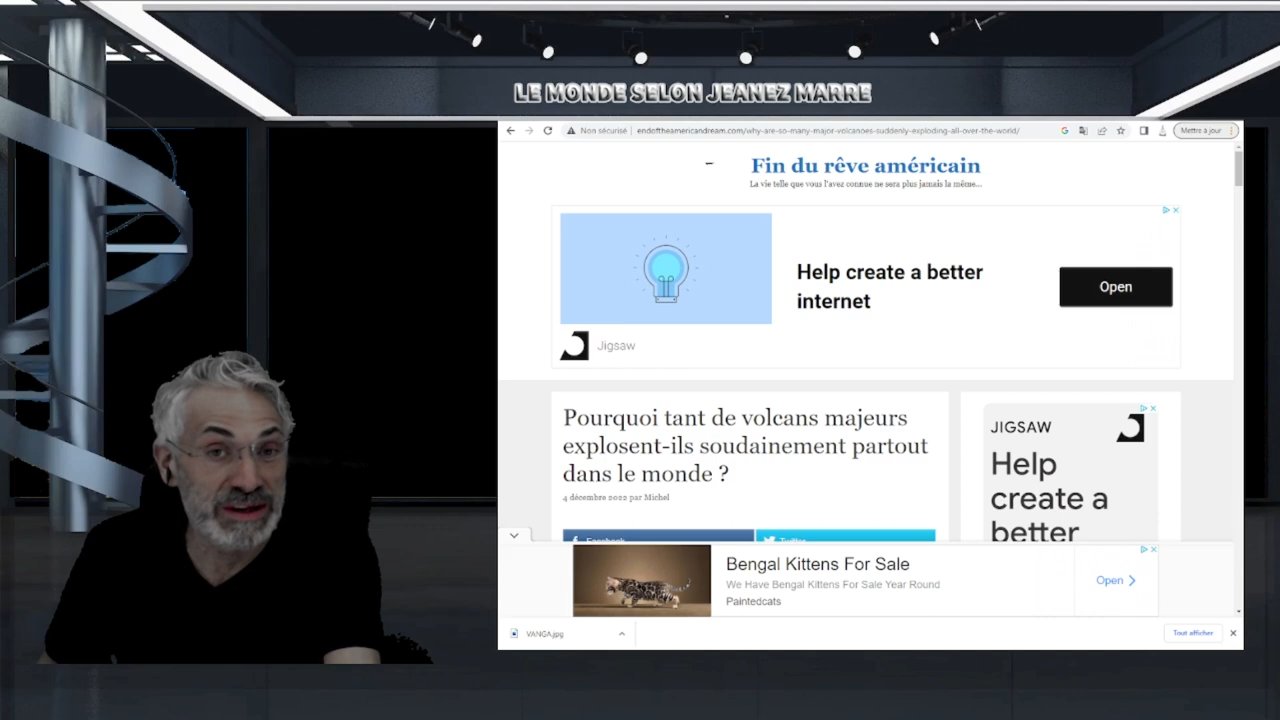 LE MONDE SELON JEANEZ MARRE
Non sécurisé | endoftheamericandream.com/why-are-so-many-major-volcanoes-suddenly-exploding-all-over-the-world/
Mettre à jour
Fin du rêve américain
La vie telle que vous l'avez connue ne sera plus jamais la même...
Help create a better
internet
Open
Jigsaw
Pourquoi tant de volcans majeurs
explosent-ils soudainement partout
dans le monde ?
4 décembre 2022 par Michel
Facebook
Twitter
JIGSAW
Help
create a
better
Bengal Kittens For Sale
We Have Bengal Kittens For Sale Year Round
Paintedcats
Open
VANGA.jpg
Tout afficher